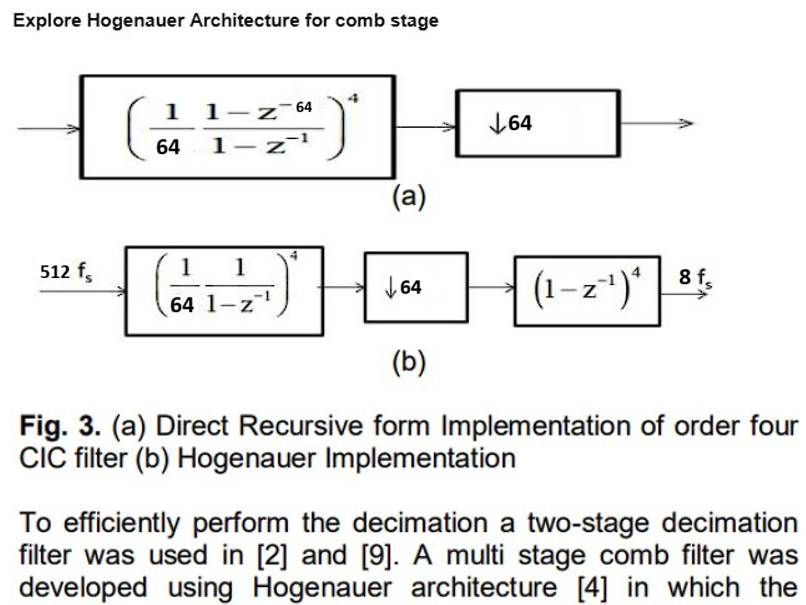 Explore Hogenauer Architecture for comb stage
(1/64 (1 − z⁻⁶⁴)/(1 − z⁻¹))⁴ ↓64
(a)
512 fₛ (1/64 1/(1−z⁻¹))⁴ ↓64 (1−z⁻¹)⁴ 8 fₛ
(b)
Fig. 3. (a) Direct Recursive form Implementation of order four
CIC filter (b) Hogenauer Implementation
To efficiently perform the decimation a two-stage decimation
filter was used in [2] and [9]. A multi stage comb filter was
developed using Hogenauer architecture [4] in which the